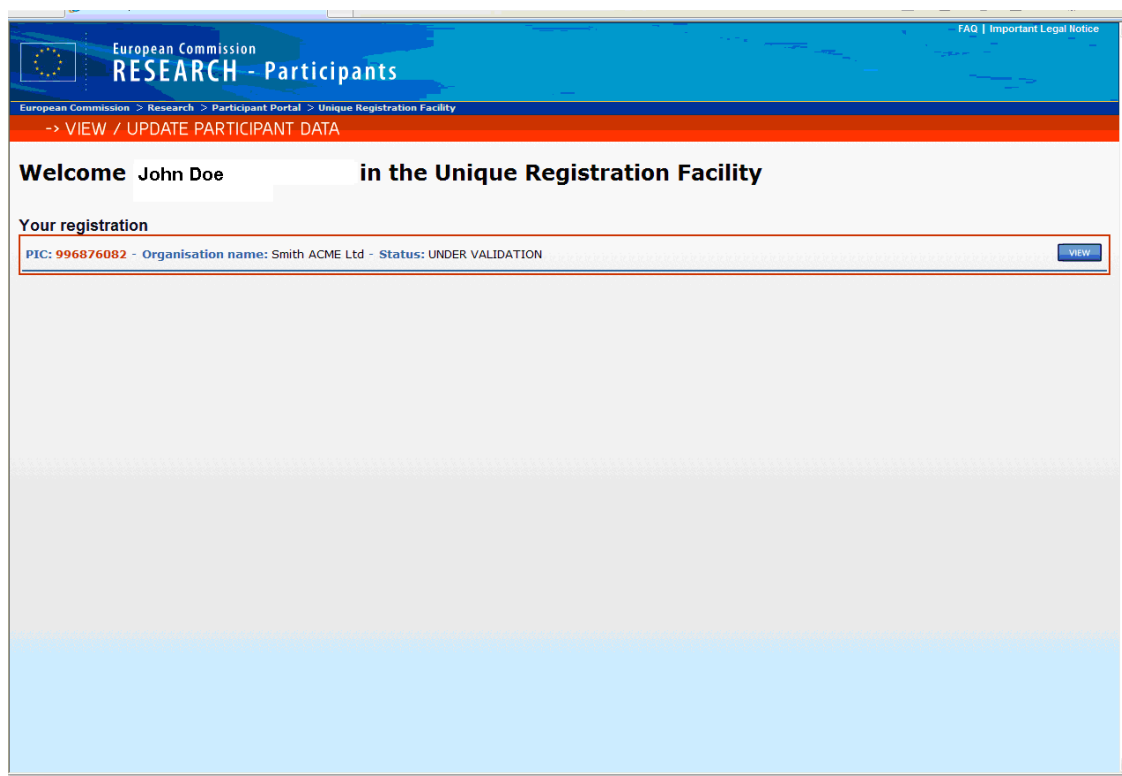 FAQ | Important Legal Notice
European Commission
RESEARCH - Participants
European Commission > Research > Participant Portal > Unique Registration Facility
-> VIEW / UPDATE PARTICIPANT DATA
Welcome John Doe in the Unique Registration Facility
Your registration
PIC: 996876082 - Organisation name: Smith ACME Ltd - Status: UNDER VALIDATION VIEW